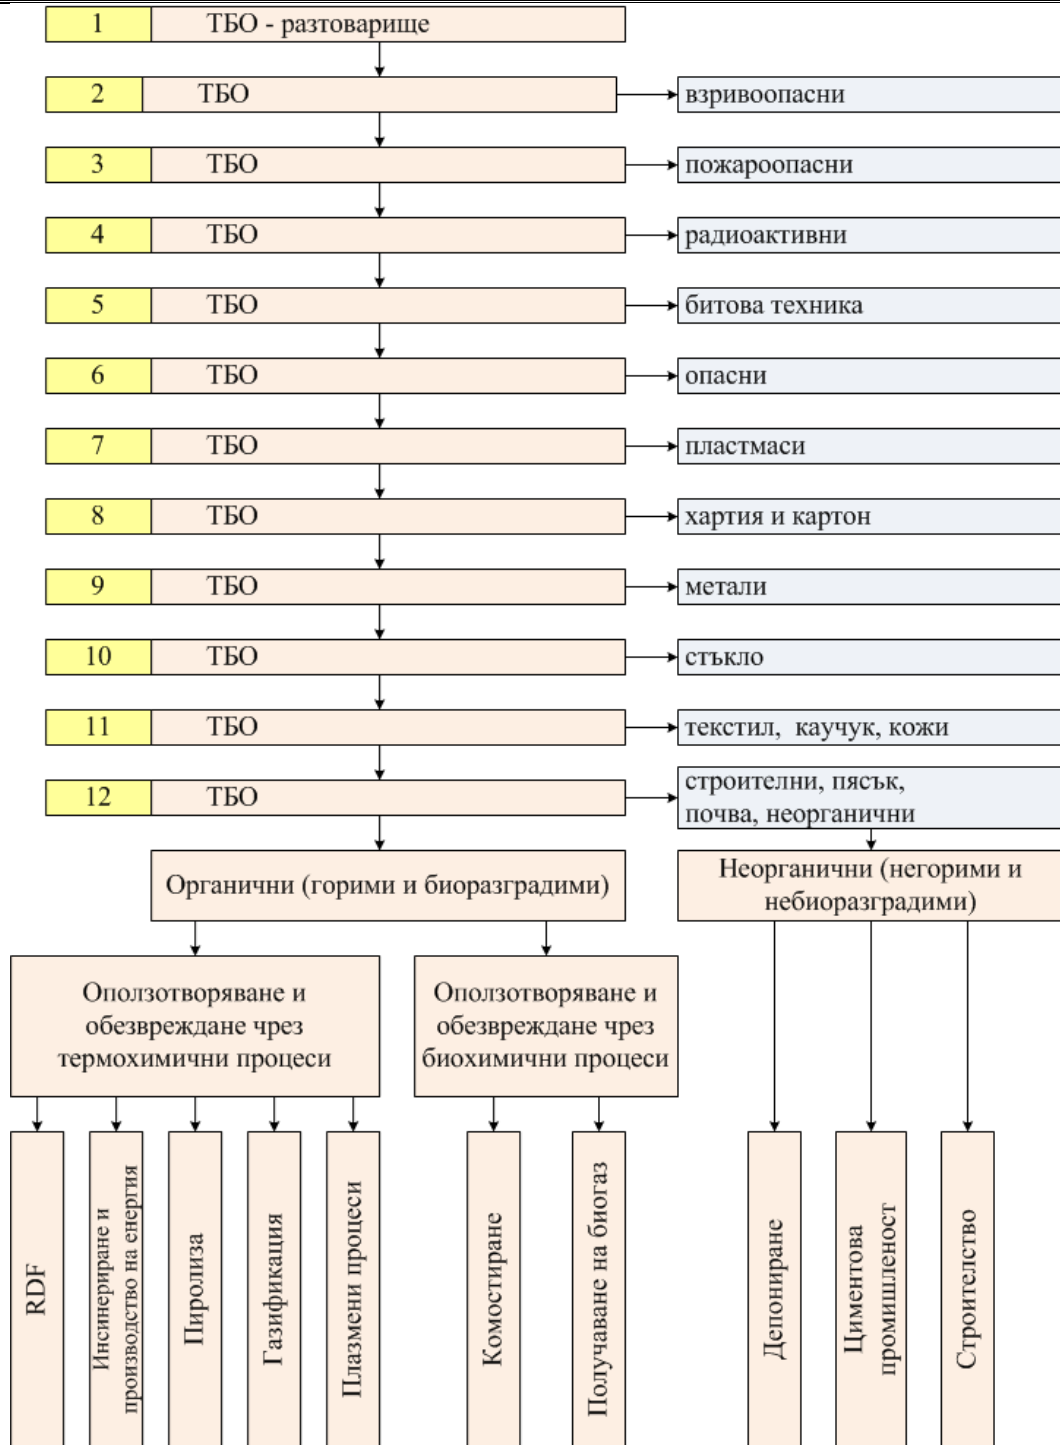 1 ТБО - разтоварище
2 ТБО взривоопасни
3 ТБО пожароопасни
4 ТБО радиоактивни
5 ТБО битова техника
6 ТБО опасни
7 ТБО пластмаси
8 ТБО хартия и картон
9 ТБО метали
10 ТБО стъкло
11 ТБО текстил, каучук, кожи
12 ТБО
строителни, пясък,
почва, неорганични
Органични (горими и биоразградими)
Неорганични (негорими и
небиоразградими)
Оползотворяване и
обезвреждане чрез
термохимични процеси
Оползотворяване и
обезвреждане чрез
биохимични процеси
RDF
Инсинериране и
производство на енергия
Пиролиза
Газификация
Плазмени процеси
Комостиране
Получаване на биогаз
Депониране
Циментова
промишленост
Строителство